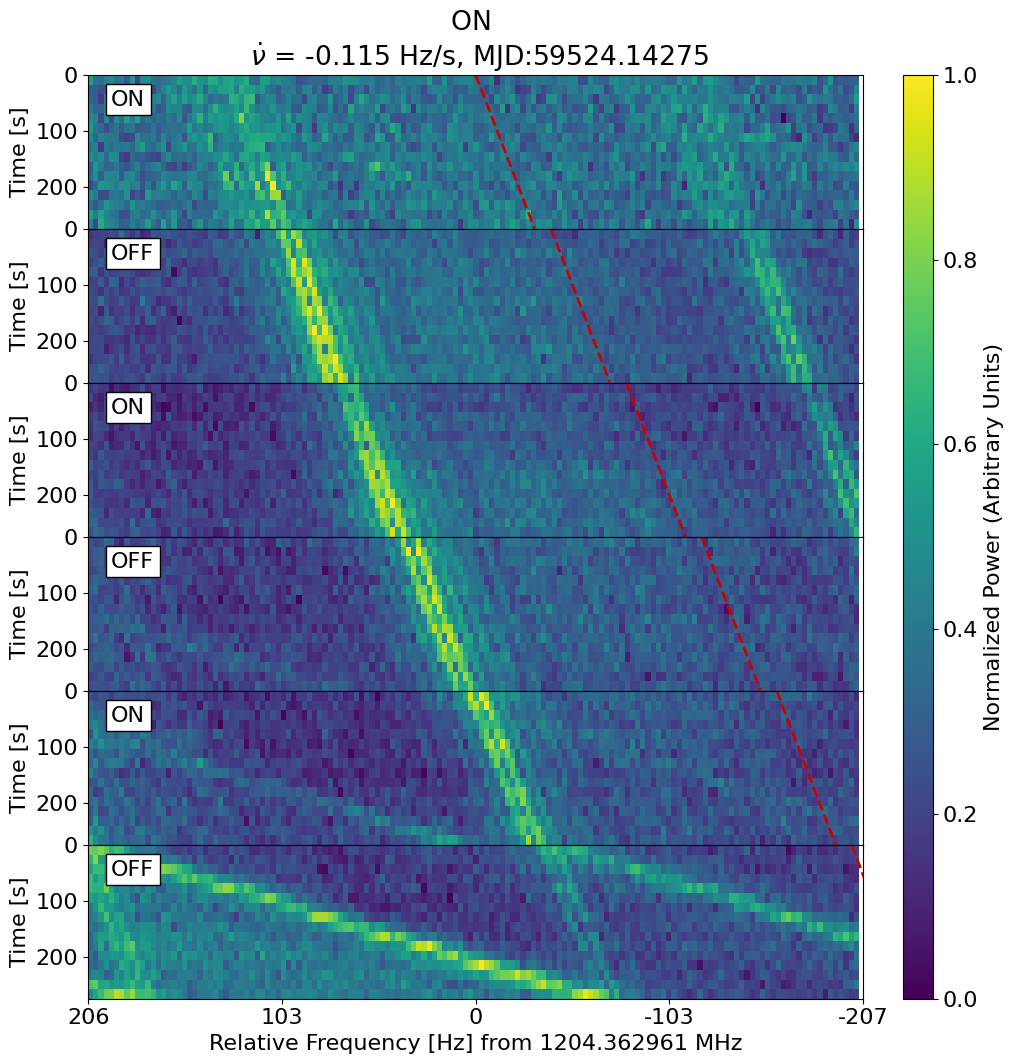 ON
ν̇ = -0.115 Hz/s, MJD:59524.14275
0
100
200
Time [s]
ON
0
100
200
Time [s]
OFF
0
100
200
Time [s]
ON
0
100
200
Time [s]
OFF
0
100
200
Time [s]
ON
0
100
200
Time [s]
OFF
206
103
0
-103
-207
Relative Frequency [Hz] from 1204.362961 MHz
1.0
0.8
0.6
0.4
0.2
0.0
Normalized Power (Arbitrary Units)